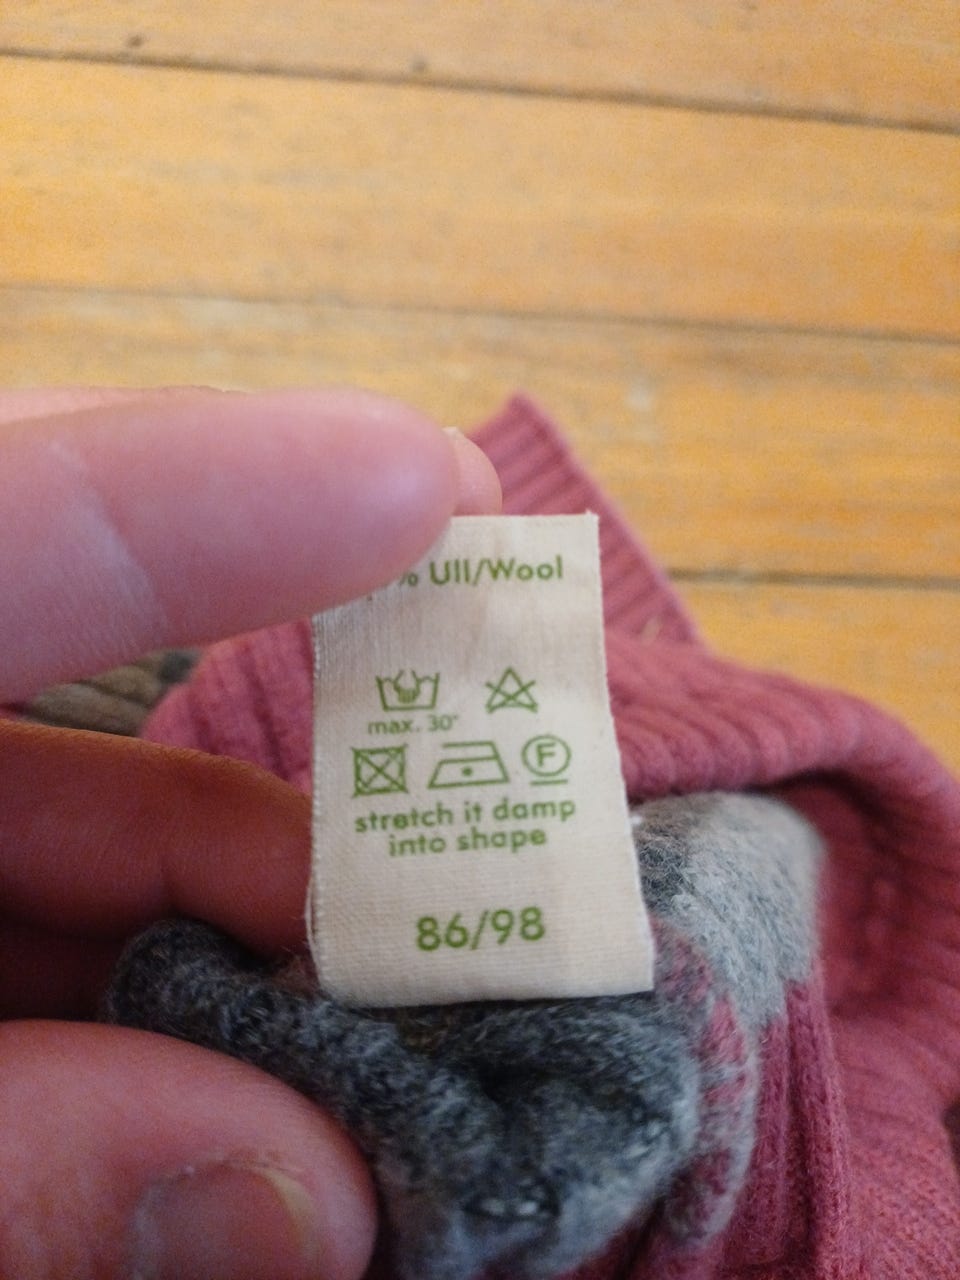 % Ull/Wool
max. 30°
F
stretch it damp
into shape
86/98